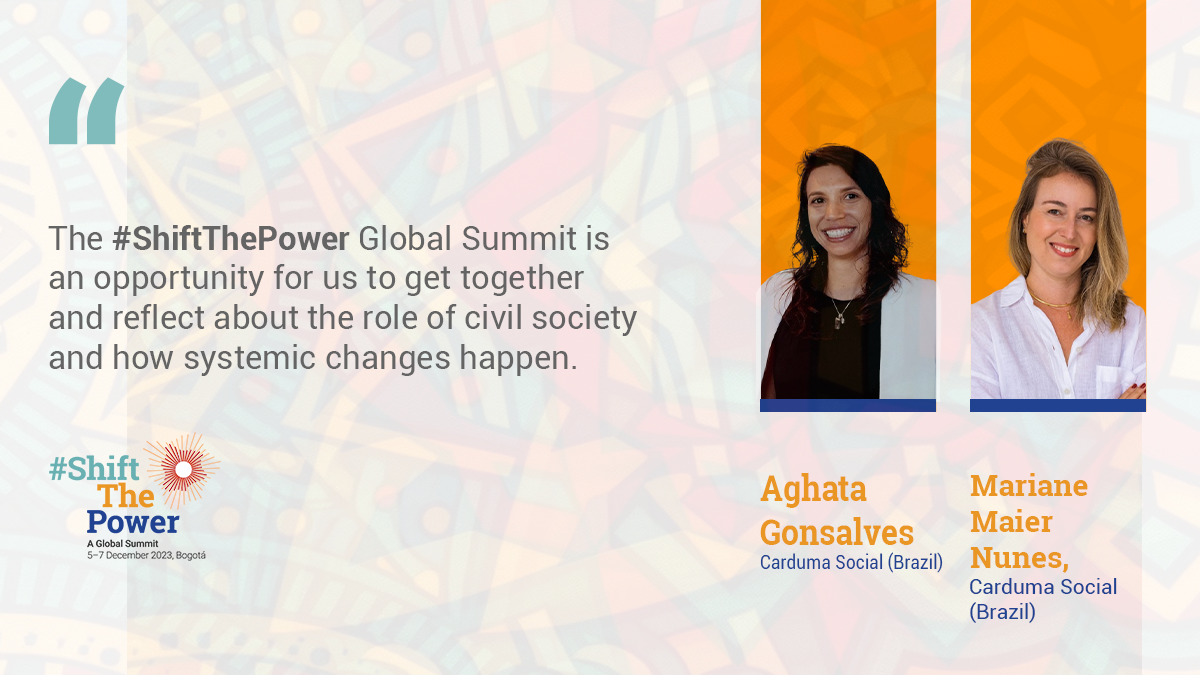 “
The #ShiftThePower Global Summit is
an opportunity for us to get together
and reflect about the role of civil society
and how systemic changes happen.
#Shift
The
Power
A Global Summit
5–7 December 2023, Bogotá
Aghata
Gonsalves
Carduma Social (Brazil)
Mariane
Maier
Nunes,
Carduma Social
(Brazil)